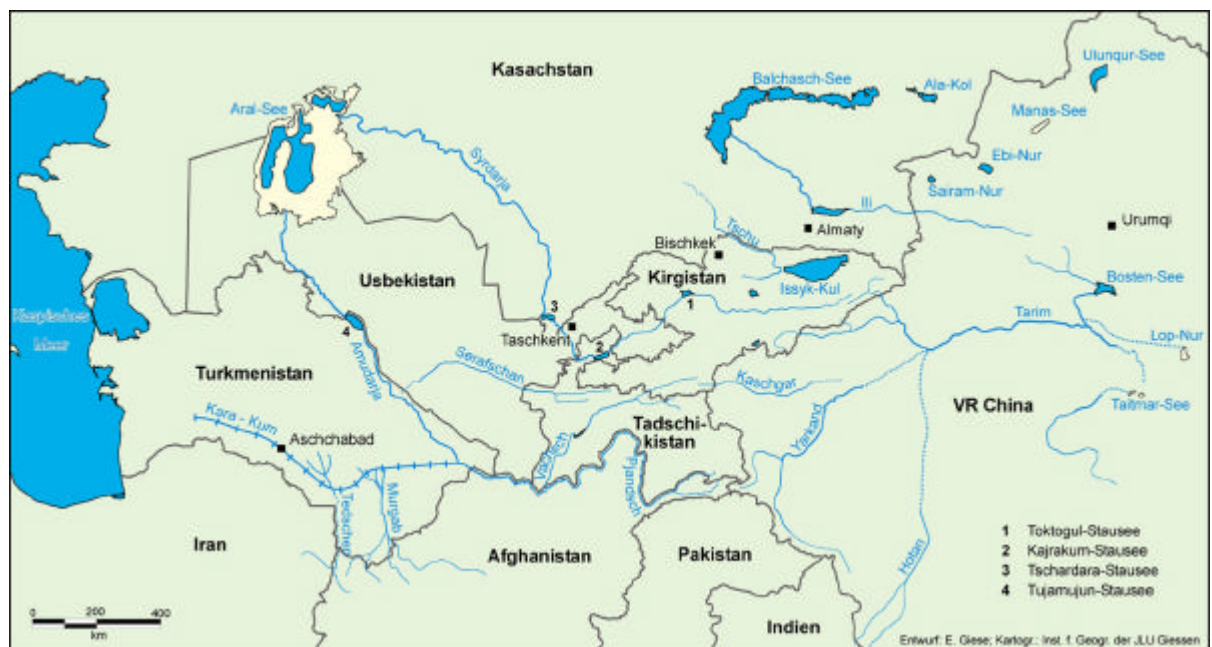 Kasachstan
Ulunqur-See
Balchasch-See
Ala-Kol
Manas-See
Aral-See
Ebi-Nur
Syrdarja
Sairam-Nur
Ili
Urumqi
Almaty
Tschu
Bischkek
Kirgistan
Issyk-Kul
Bosten-See
Usbekistan
1
3
Kaspisches
Meer
4
Taschkent
2
Tarim
Lop-Nur
Amudarja
Serafschan
Turkmenistan
Kaschgar
VR China
Taitmar-See
Kara - Kum
Aschchabad
Tadschi-
kistan
Vachsch
Yarkand
Pjandsch
Tedschen
Murgab
Iran
Afghanistan
Pakistan
Hotan
Indien
1 Toktogul-Stausee
2 Kajrakum-Stausee
3 Tschardara-Stausee
4 Tujamujun-Stausee
0 200 400
km
Entwurf: E. Giese; Kartogr.: Inst. f. Geogr. der JLU Giessen